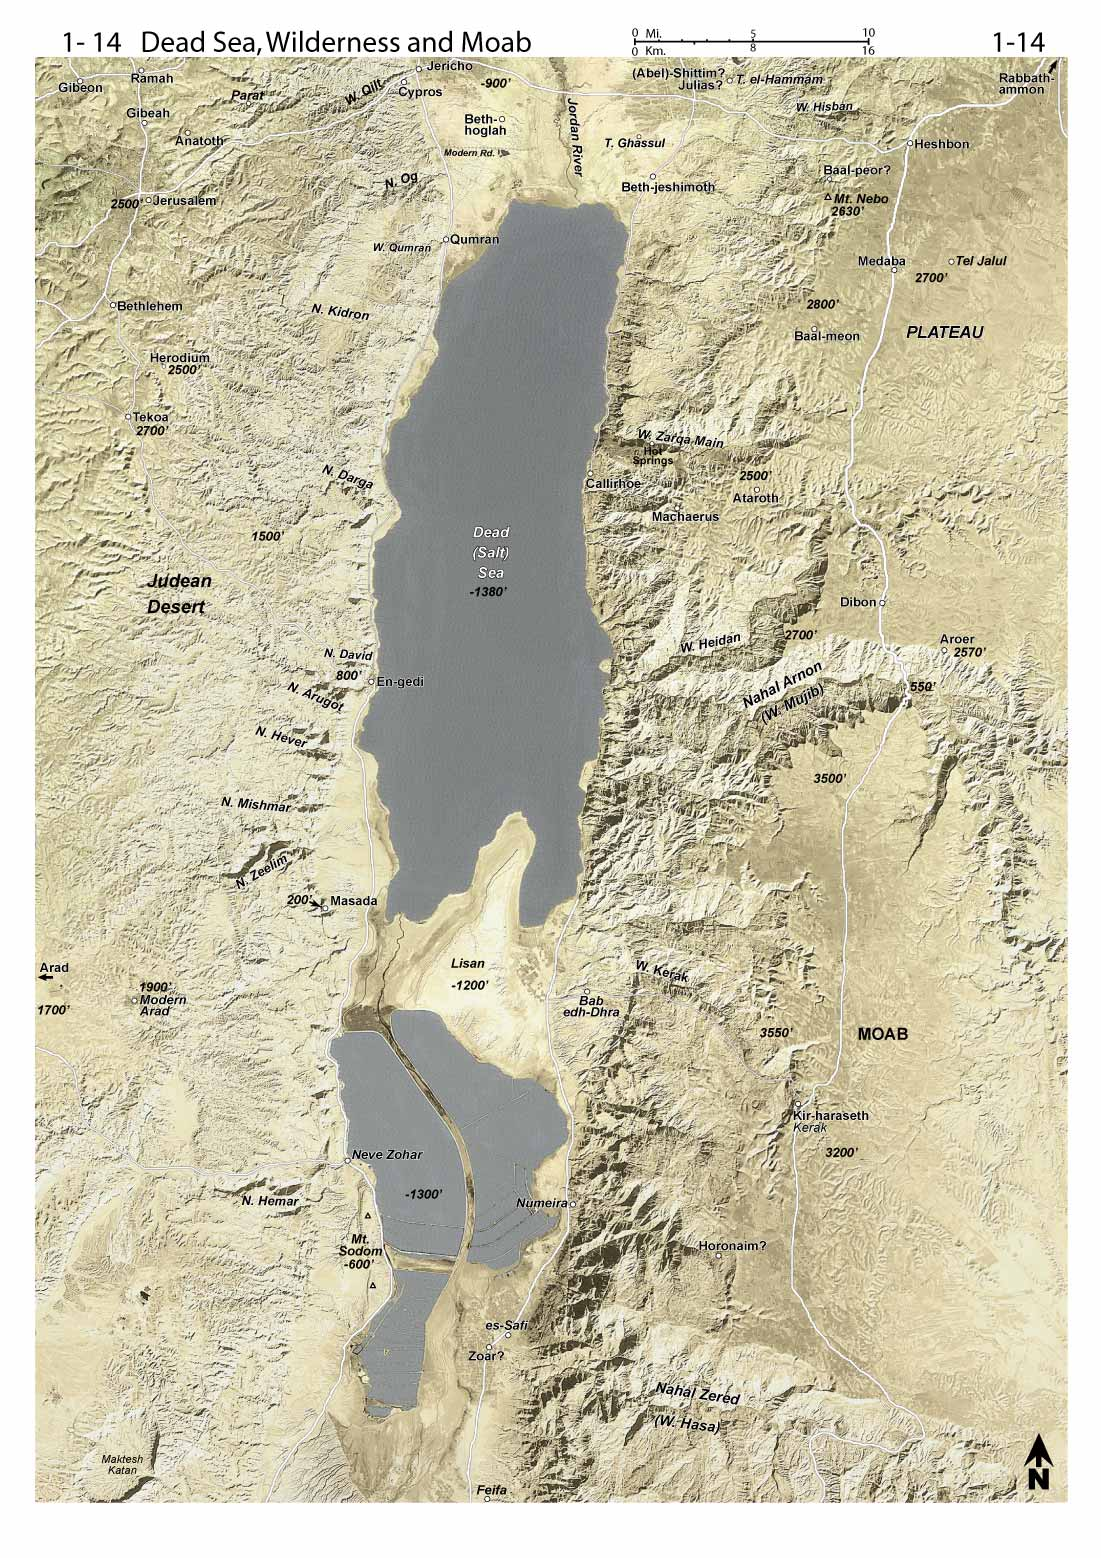 1- 14 Dead Sea, Wilderness and Moab
0 Mi. 5 10
0 Km. 8 16
1-14
Gibeon
Ramah
Parat
W. Qilt
Jericho
Cypros
-900'
(Abel)-Shittim?
Julias?
T. el-Hammam
W. Hisban
Rabbath-
ammon
Gibeah
Anatoth
Beth-
hoglah
Modern Rd.
Jordan River
T. Ghassul
Heshbon
N. Og
Beth-jeshimoth
Baal-peor?
Mt. Nebo
2630'
2500'
Jerusalem
W. Qumran
Qumran
Medaba
Tel Jalul
2700'
Bethlehem
N. Kidron
2800'
Baal-meon
PLATEAU
Herodium
2500'
Tekoa
2700'
W. Zarqa Main
Hot
Springs
N. Darga
Callirhoe
2500'
Ataroth
Machaerus
1500'
Dead
(Salt)
Sea
-1380'
Judean
Desert
Dibon
2700'
W. Heidan
Aroer
2570'
N. David
800'
En-gedi
N. Arugot
Nahal Arnon
(W. Mujib)
550'
N. Hever
3500'
N. Mishmar
N. Zeelim
200'
Masada
Arad
1700'
1900'
Modern
Arad
Lisan
-1200'
W. Kerak
Bab
edh-Dhra
3550'
MOAB
Kir-haraseth
Kerak
3200'
Neve Zohar
N. Hemar
-1300'
Numeira
Mt.
Sodom
-600'
Horonaim?
es-Safi
Zoar?
Nahal Zered
(W. Hasa)
Maktesh
Katan
Feifa
N